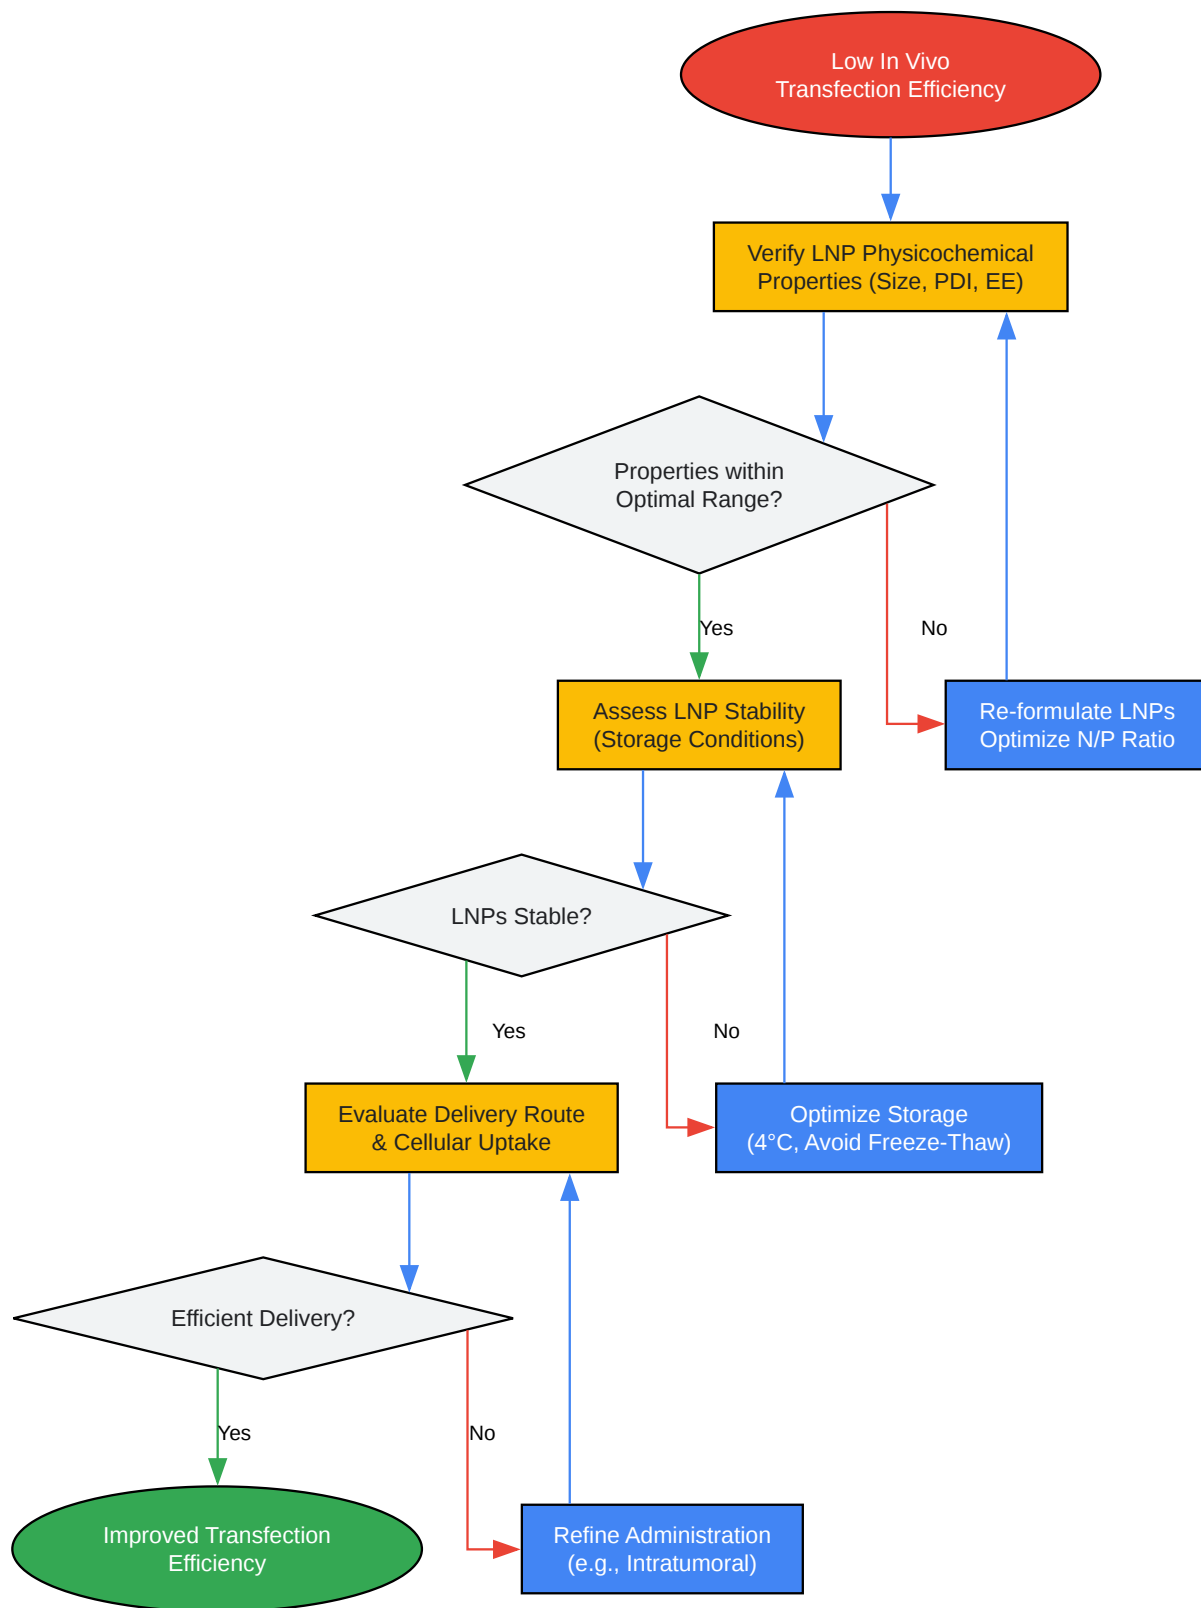 Low In Vivo
Transfection Efficiency
Verify LNP Physicochemical
Properties (Size, PDI, EE)
Properties within
Optimal Range?
Yes
No
Assess LNP Stability
(Storage Conditions)
Re-formulate LNPs
Optimize N/P Ratio
LNPs Stable?
Yes
No
Evaluate Delivery Route
& Cellular Uptake
Optimize Storage
(4°C, Avoid Freeze-Thaw)
Efficient Delivery?
Yes
No
Improved Transfection
Efficiency
Refine Administration
(e.g., Intratumoral)